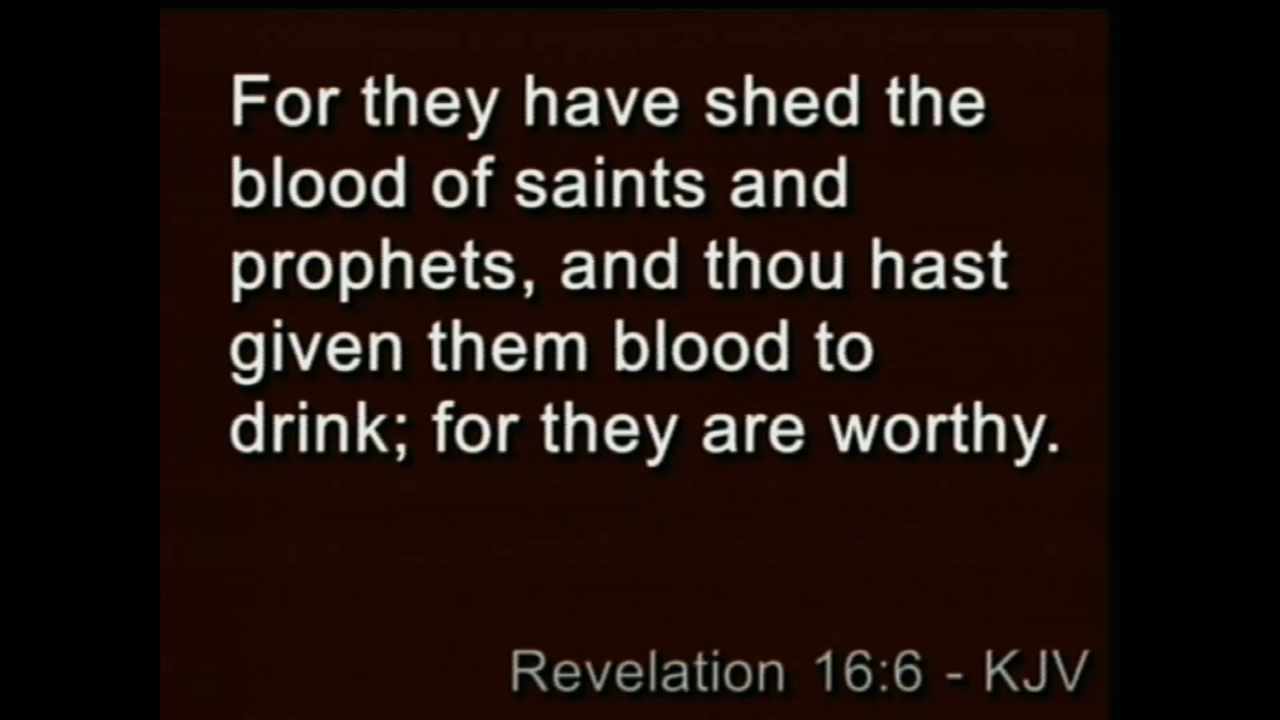 For they have shed the
blood of saints and
prophets, and thou hast
given them blood to
drink; for they are worthy.
Revelation 16:6 - KJV